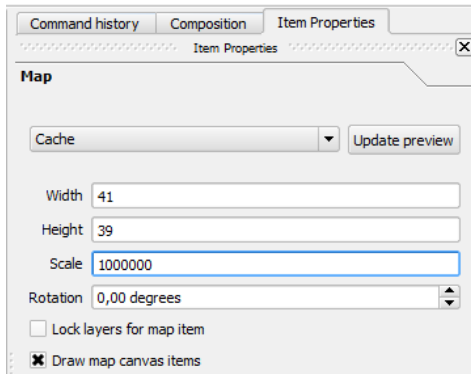 Command history Composition Item Properties
Item Properties
Map
Cache Update preview
Width 41
Height 39
Scale 1000000
Rotation 0,00 degrees
Lock layers for map item
Draw map canvas items